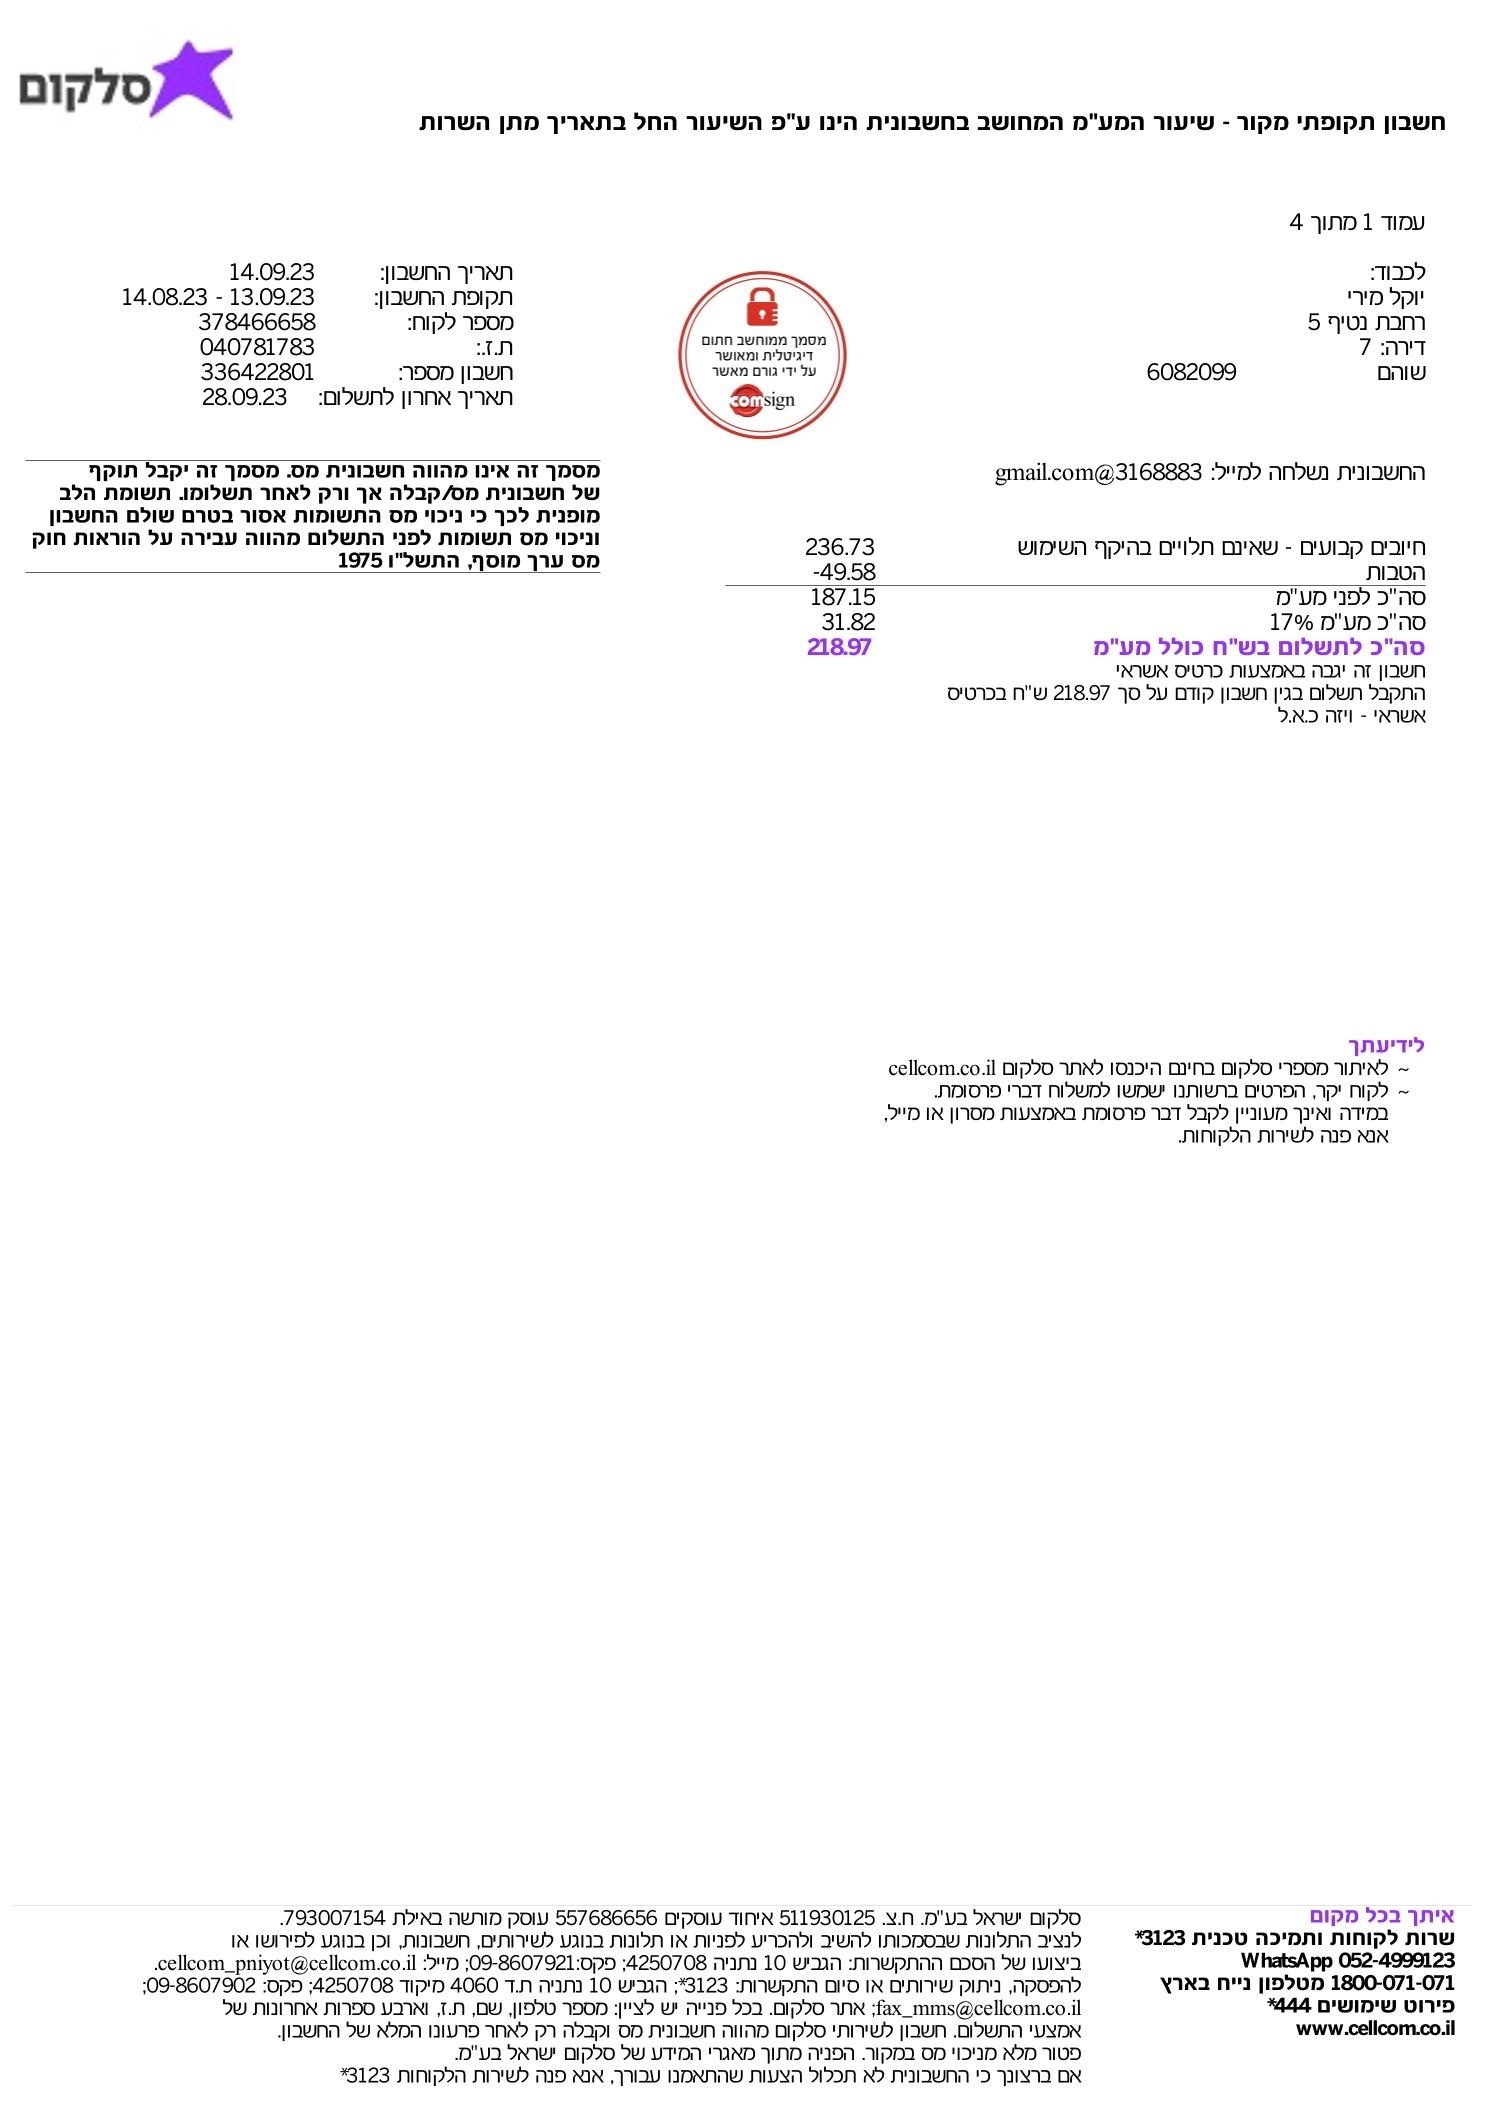 סלקום
חשבון תקופתי מקור - שיעור המע"מ המחושב בחשבונית הינו ע"פ השיעור החל בתאריך מתן השרות
עמוד 1 מתוך 4
לכבוד:
יוקל מירי
רחבת נטיף 5
דירה: 7
שוהם 6082099
מסמך ממוחשב חתום
דיגיטלית ומאושר
על ידי גורם מאשר
comsign
תאריך החשבון: 14.09.23
תקופת החשבון: 14.08.23 - 13.09.23
מספר לקוח: 378466658
ת.ז.: 040781783
חשבון מספר: 336422801
תאריך אחרון לתשלום: 28.09.23
החשבונית נשלחה למייל: 3168883@gmail.com
מסמך זה אינו מהווה חשבונית מס. מסמך זה יקבל תוקף
של חשבונית מס/קבלה אך ורק לאחר תשלומו. תשומת הלב
מופנית לכך כי ניכוי מס התשומות אסור בטרם שולם החשבון
וניכוי מס תשומות לפני התשלום מהווה עבירה על הוראות חוק
מס ערך מוסף, התשל"ו 1975
חיובים קבועים - שאינם תלויים בהיקף השימוש 236.73
הטבות -49.58
סה"כ לפני מע"מ 187.15
סה"כ מע"מ 17% 31.82
סה"כ לתשלום בש"ח כולל מע"מ 218.97
חשבון זה יגבה באמצעות כרטיס אשראי
התקבל תשלום בגין חשבון קודם על סך 218.97 ש"ח בכרטיס
אשראי - ויזה כ.א.ל
לידיעתך
~ לאיתור מספרי סלקום בחינם היכנסו לאתר סלקום cellcom.co.il
~ לקוח יקר, הפרטים ברשותנו ישמשו למשלוח דברי פרסומת.
במידה ואינך מעוניין לקבל דבר פרסומת באמצעות מסרון או מייל,
אנא פנה לשירות הלקוחות.
איתך בכל מקום
שרות לקוחות ותמיכה טכנית 3123*
WhatsApp 052-4999123
1800-071-071 מטלפון נייח בארץ
פירוט שימושים 444*
www.cellcom.co.il
סלקום ישראל בע"מ. ח.צ. 511930125 איחוד עוסקים 557686656 עוסק מורשה באילת 793007154.
לנציב התלונות שבסמכותו להשיב ולהכריע לפניות או תלונות בנוגע לשירותים, חשבונות, וכן בנוגע לפירושו או
ביצועו של הסכם ההתקשרות: הגביש 10 נתניה 4250708; פקס:09-8607921; מייל: cellcom_pniyot@cellcom.co.il.
להפסקה, ניתוק שירותים או סיום התקשרות: 3123*; הגביש 10 נתניה ת.ד 4060 מיקוד 4250708; פקס: 09-8607902;
fax_mms@cellcom.co.il; אתר סלקום. בכל פנייה יש לציין: מספר טלפון, שם, ת.ז, וארבע ספרות אחרונות של
אמצעי התשלום. חשבון לשירותי סלקום מהווה חשבונית מס וקבלה רק לאחר פרעונו המלא של החשבון.
פטור מלא מניכוי מס במקור. הפניה מתוך מאגרי המידע של סלקום ישראל בע"מ.
אם ברצונך כי החשבונית לא תכלול הצעות שהתאמנו עבורך, אנא פנה לשירות הלקוחות 3123*